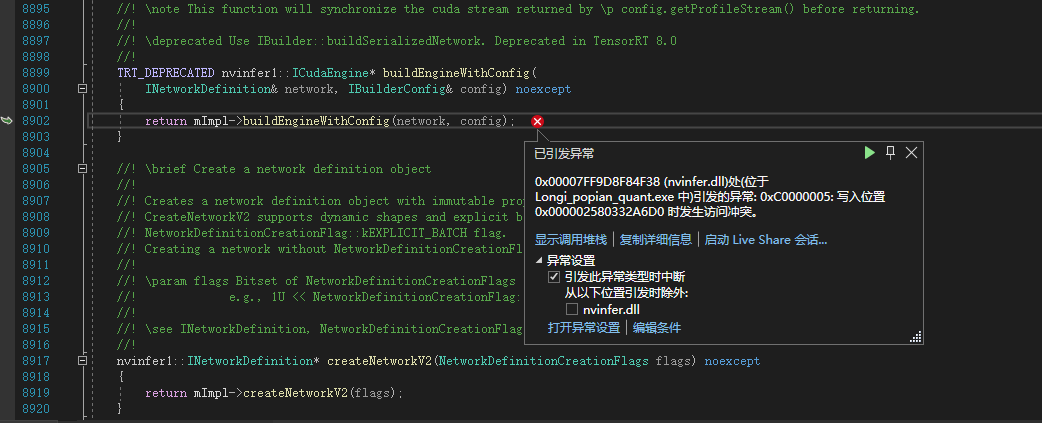 8895 //! \note This function will synchronize the cuda stream returned by \p config.getProfileStream() before returning.
8896 //!
8897 //! \deprecated Use IBuilder::buildSerializedNetwork. Deprecated in TensorRT 8.0
8898 //!
8899 TRT_DEPRECATED nvinfer1::ICudaEngine* buildEngineWithConfig(
8900 INetworkDefinition& network, IBuilderConfig& config) noexcept
8901 {
8902 return mImpl->buildEngineWithConfig(network, config);
8903 }
8904
8905 //! \brief Create a network definition object
8906 //!
8907 //! Creates a network definition object with immutable prop
8908 //! CreateNetworkV2 supports dynamic shapes and explicit b
8909 //! NetworkDefinitionCreationFlag::kEXPLICIT_BATCH flag.
8910 //! Creating a network without NetworkDefinitionCreationFl
8911 //!
8912 //! \param flags Bitset of NetworkDefinitionCreationFlags
8913 //! e.g., 1U << NetworkDefinitionCreationFlag:
8914 //!
8915 //! \see INetworkDefinition, NetworkDefinitionCreationFlag
8916 //!
8917 nvinfer1::INetworkDefinition* createNetworkV2(NetworkDefinitionCreationFlags flags) noexcept
8918 {
8919 return mImpl->createNetworkV2(flags);
8920 }
已引发异常
0x00007FF9D8F84F38 (nvinfer.dll)处(位于
Longi_popian_quant.exe 中)引发的异常: 0xC0000005: 写入位置
0x000002580332A6D0 时发生访问冲突。
显示调用堆栈 | 复制详细信息 | 启动 Live Share 会话...
异常设置
引发此异常类型时中断
从以下位置引发时除外:
nvinfer.dll
打开异常设置 | 编辑条件